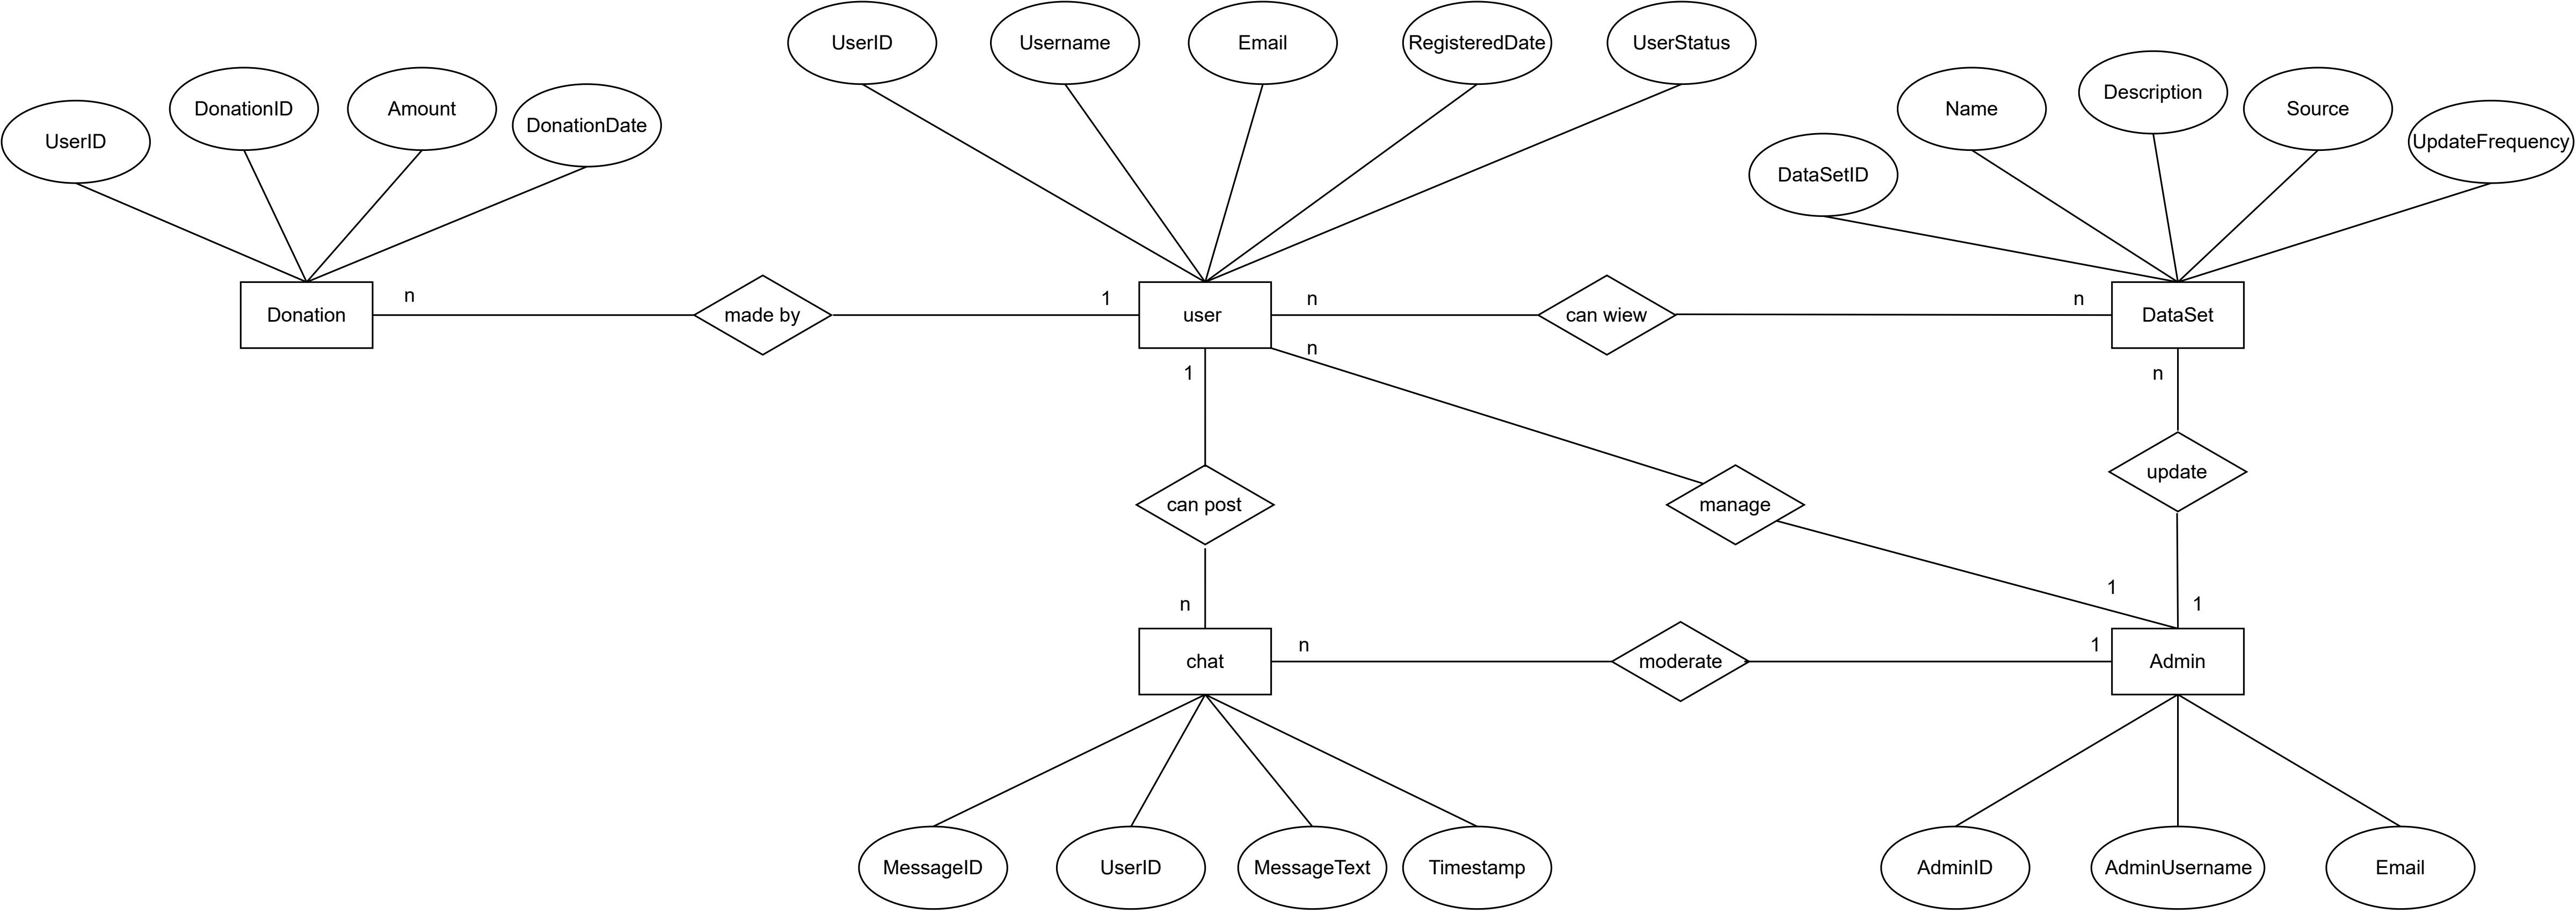 UserID
Username
Email
RegisteredDate
UserStatus
UserID
DonationID
Amount
DonationDate
DataSetID
Name
Description
Source
UpdateFrequency
Donation
n
made by
1
user
n
can wiew
n
DataSet
1
n
n
can post
manage
update
n
1
1
chat
n
moderate
1
Admin
MessageID
UserID
MessageText
Timestamp
AdminID
AdminUsername
Email